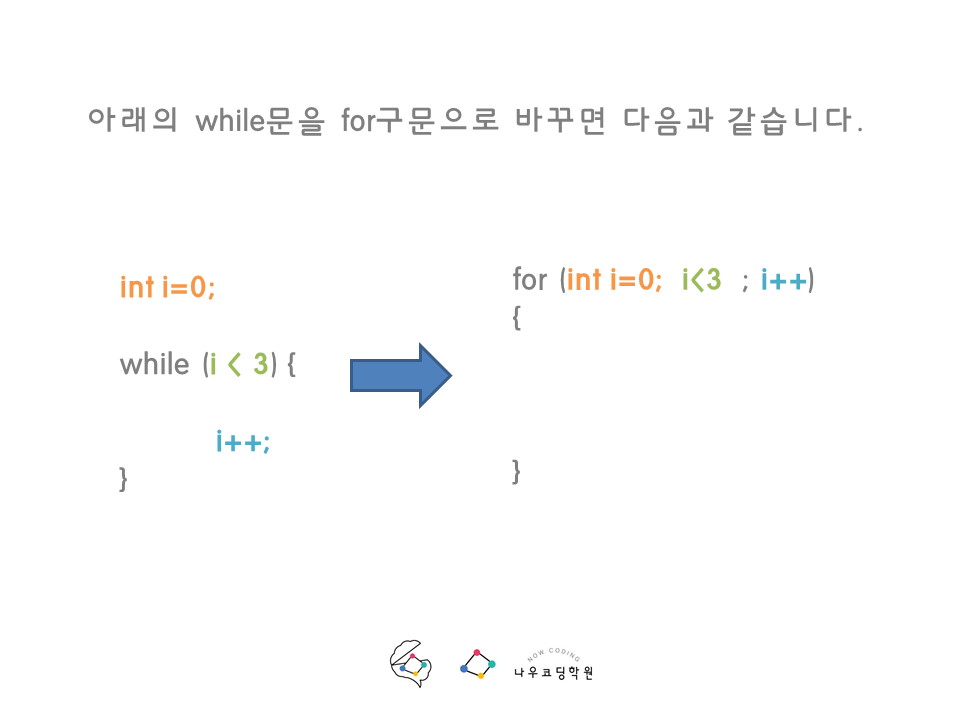 아래의 while문을 for구문으로 바꾸면 다음과 같습니다.
int i=0;
while (i < 3) {
i++;
}
for (int i=0; i<3 ; i++)
{
}
NOW CODING
나우코딩학원